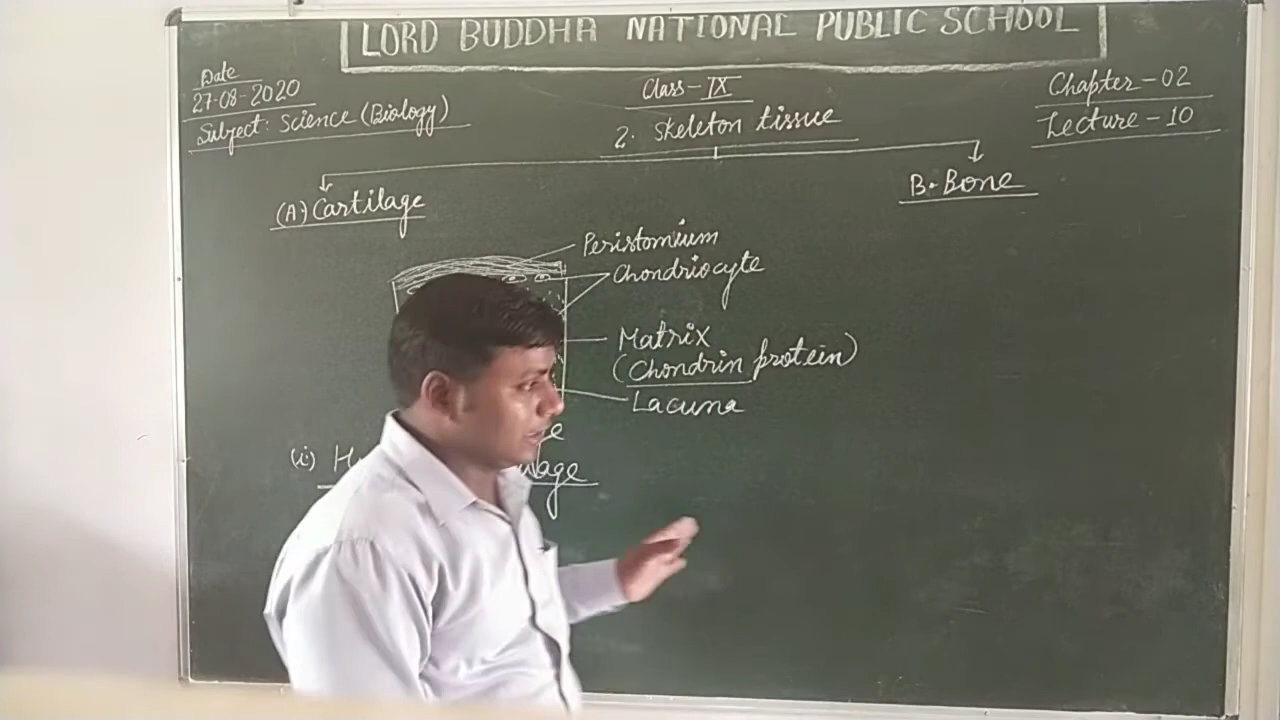 LORD BUDDHA NATIONAL PUBLIC SCHOOL
Date
27-08-2020
Subject: Science (Biology)
Class-IX
2. Skeleton tissue
Chapter-02
Lecture-10
(A) Cartilage
B. Bone
Peristomium
Chondriocyte
Matrix
(Chondrin protein)
Lacuna